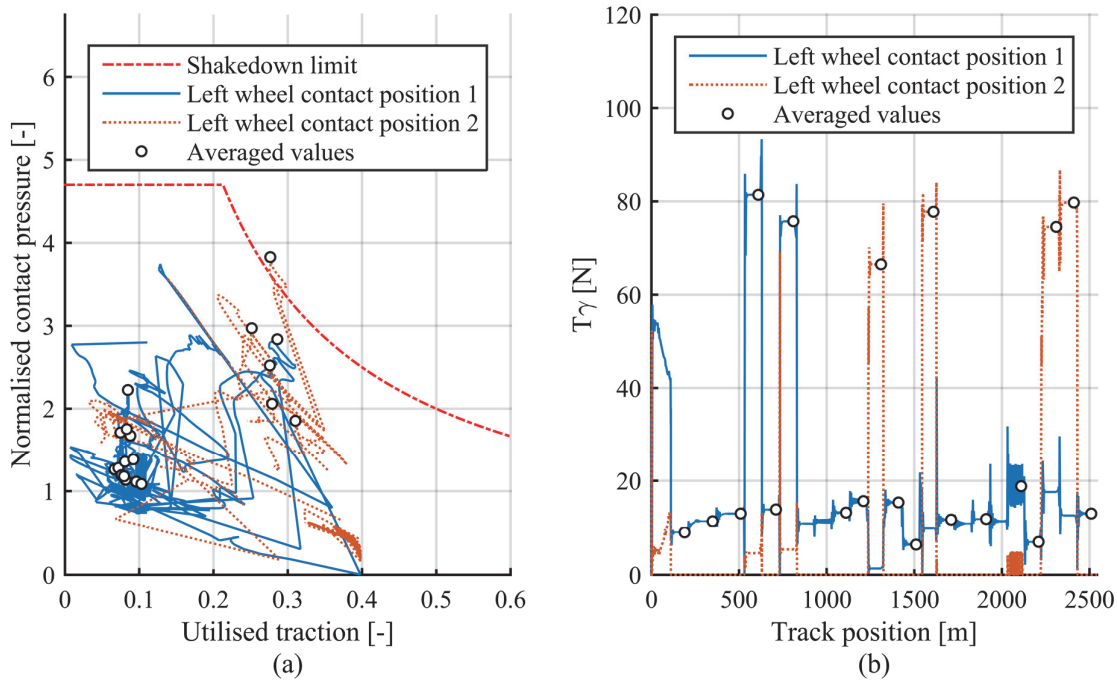 Normalised contact pressure [-]
6
5
4
3
2
1
0
Shakedown limit
Left wheel contact position 1
Left wheel contact position 2
Averaged values
0 0.1 0.2 0.3 0.4 0.5 0.6
Utilised traction [-]
(a)
Tγ [N]
120
100
80
60
40
20
0
Left wheel contact position 1
Left wheel contact position 2
Averaged values
0 500 1000 1500 2000 2500
Track position [m]
(b)